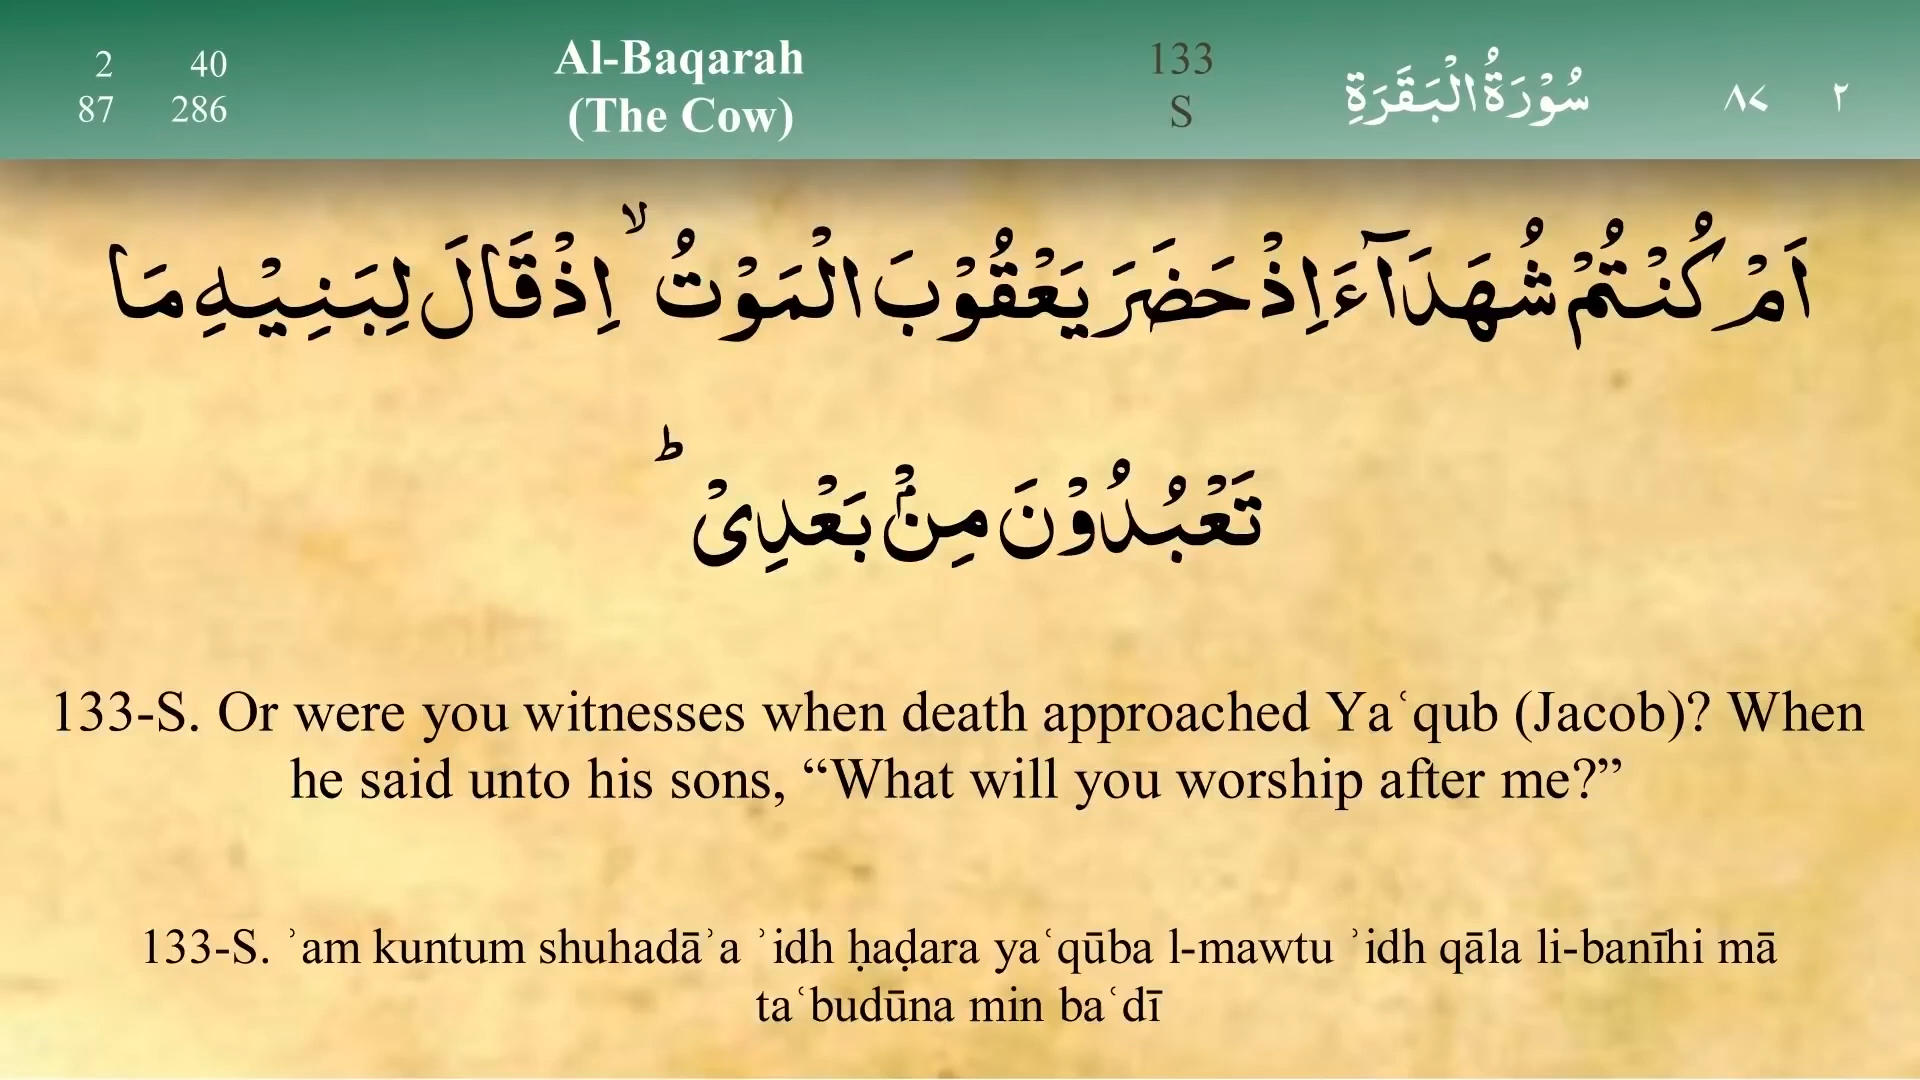 2 40 Al-Baqarah 133 سُوْرَةُ الْبَقَرَةِ ٨٧ ٢
87 286 (The Cow) S
اَمْ كُنْتُمْ شُهَدَآءَ اِذْ حَضَرَ يَعْقُوْبَ الْمَوْتُ ۙ اِذْ قَالَ لِبَنِيْهِ مَا
تَعْبُدُوْنَ مِنْۢ بَعْدِیْ ؕ
133-S. Or were you witnesses when death approached Yaʿqub (Jacob)? When
he said unto his sons, “What will you worship after me?”
133-S. ʾam kuntum shuhadāʾa ʾidh ḥaḍara yaʿqūba l-mawtu ʾidh qāla li-banīhi mā
taʿbudūna min baʿdī